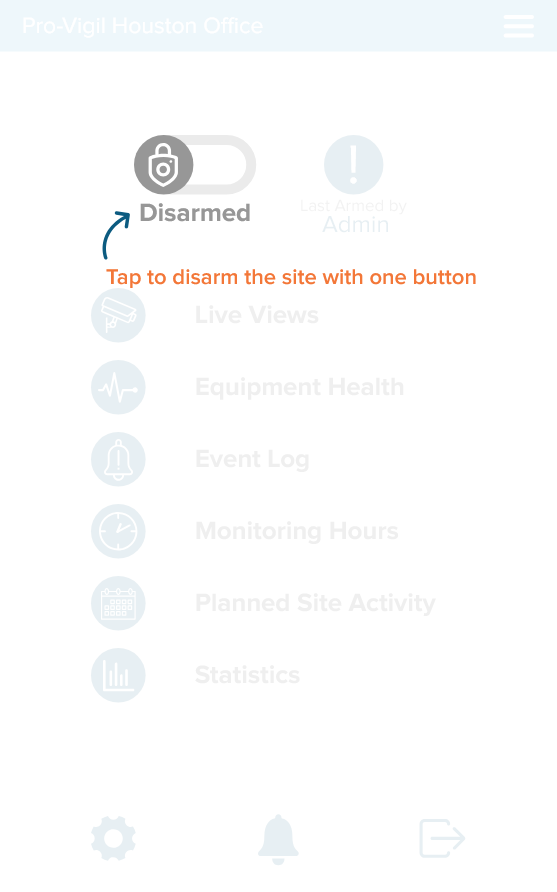 Pro-Vigil Houston Office
Disarmed
Last Armed by
Admin
Tap to disarm the site with one button
Live Views
Equipment Health
Event Log
Monitoring Hours
Planned Site Activity
Statistics